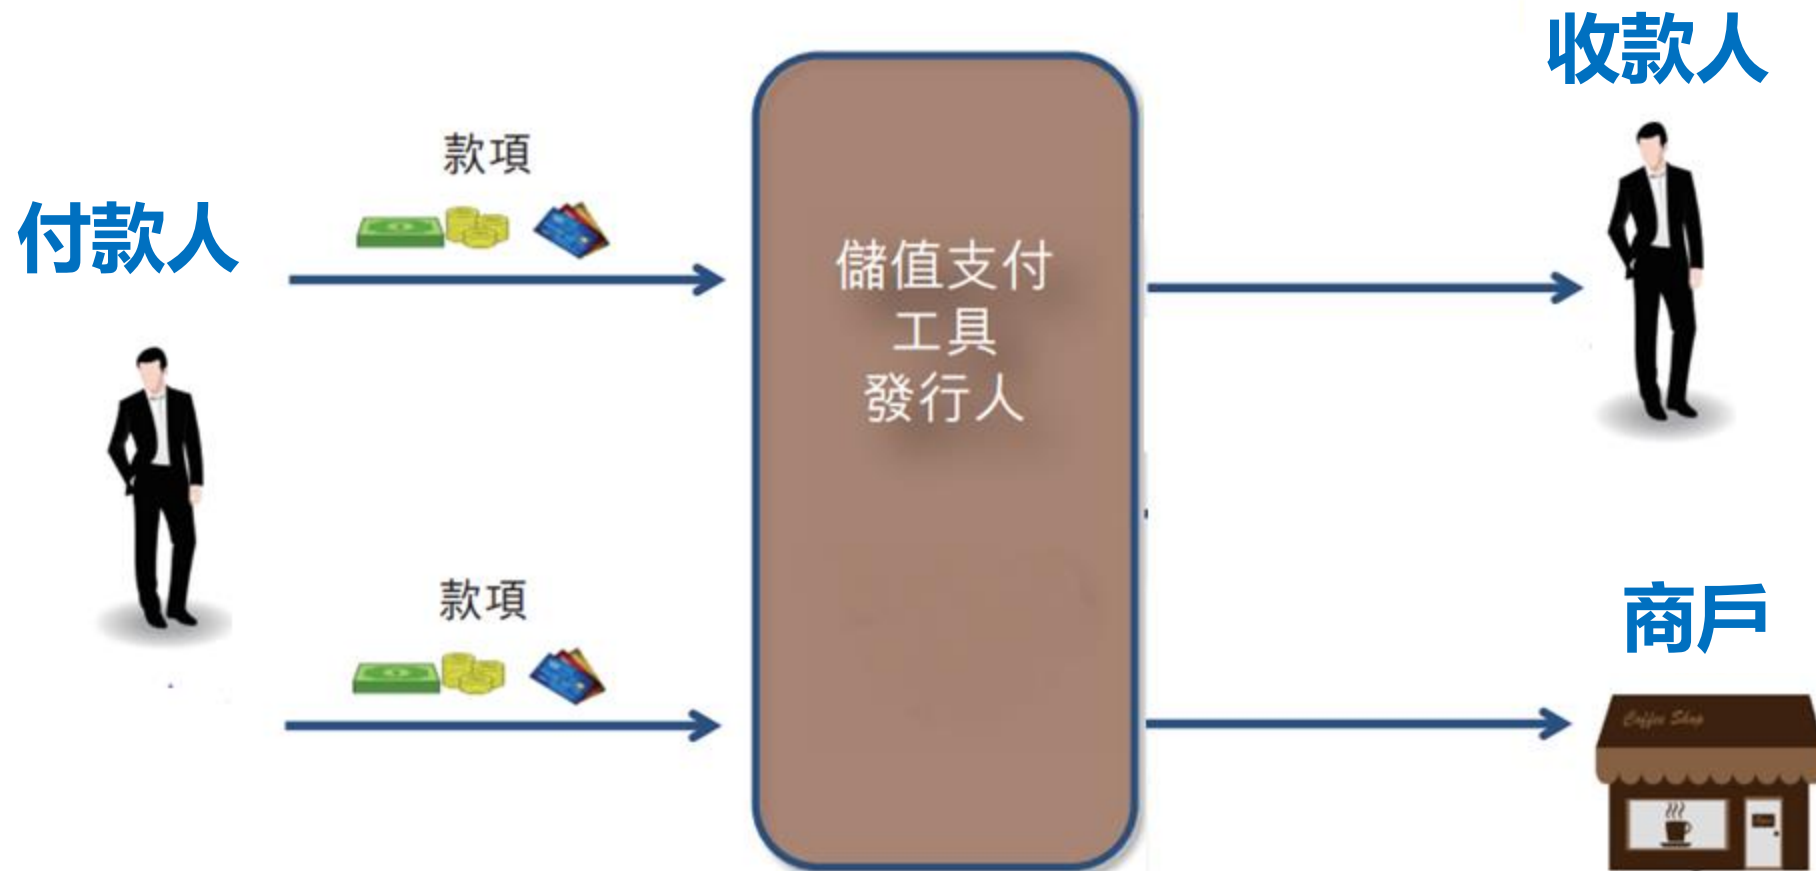 收款人
款項
付款人
儲值支付
工具
發行人
款項
商戶
Coffee Shop